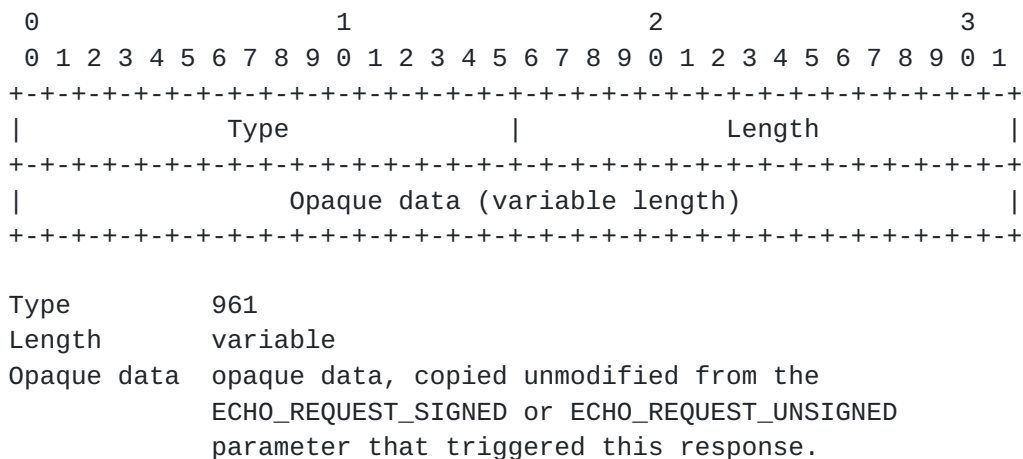 0                   1                   2                   3
 0 1 2 3 4 5 6 7 8 9 0 1 2 3 4 5 6 7 8 9 0 1 2 3 4 5 6 7 8 9 0 1
+-+-+-+-+-+-+-+-+-+-+-+-+-+-+-+-+-+-+-+-+-+-+-+-+-+-+-+-+-+-+-+-+
|             Type              |             Length            |
+-+-+-+-+-+-+-+-+-+-+-+-+-+-+-+-+-+-+-+-+-+-+-+-+-+-+-+-+-+-+-+-+
|                 Opaque data (variable length)                 |
+-+-+-+-+-+-+-+-+-+-+-+-+-+-+-+-+-+-+-+-+-+-+-+-+-+-+-+-+-+-+-+-+

Type         961
Length       variable
Opaque data  opaque data, copied unmodified from the
             ECHO_REQUEST_SIGNED or ECHO_REQUEST_UNSIGNED
             parameter that triggered this response.